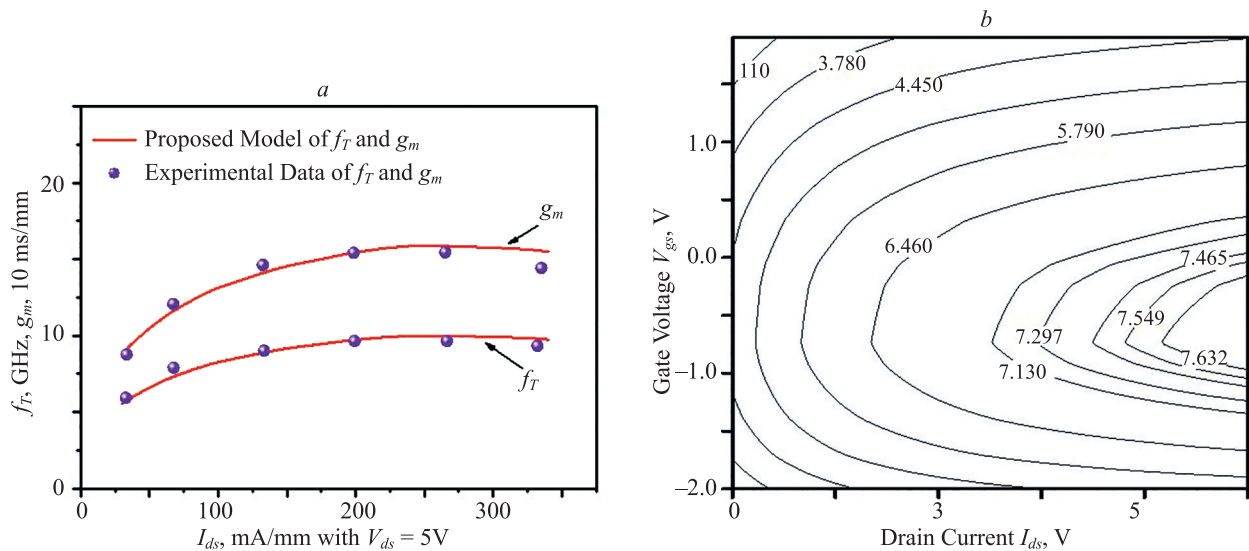 a
Proposed Model of f_T and g_m
Experimental Data of f_T and g_m
g_m
f_T
20
10
0
f_T, GHz, g_m, 10 ms/mm
0
100
200
300
I_ds, mA/mm with V_ds = 5V
b
110
3.780
4.450
5.790
6.460
7.465
7.549
7.297
7.632
7.130
1.0
0.0
–1.0
–2.0
Gate Voltage V_gs, V
0
3
5
Drain Current I_ds, V